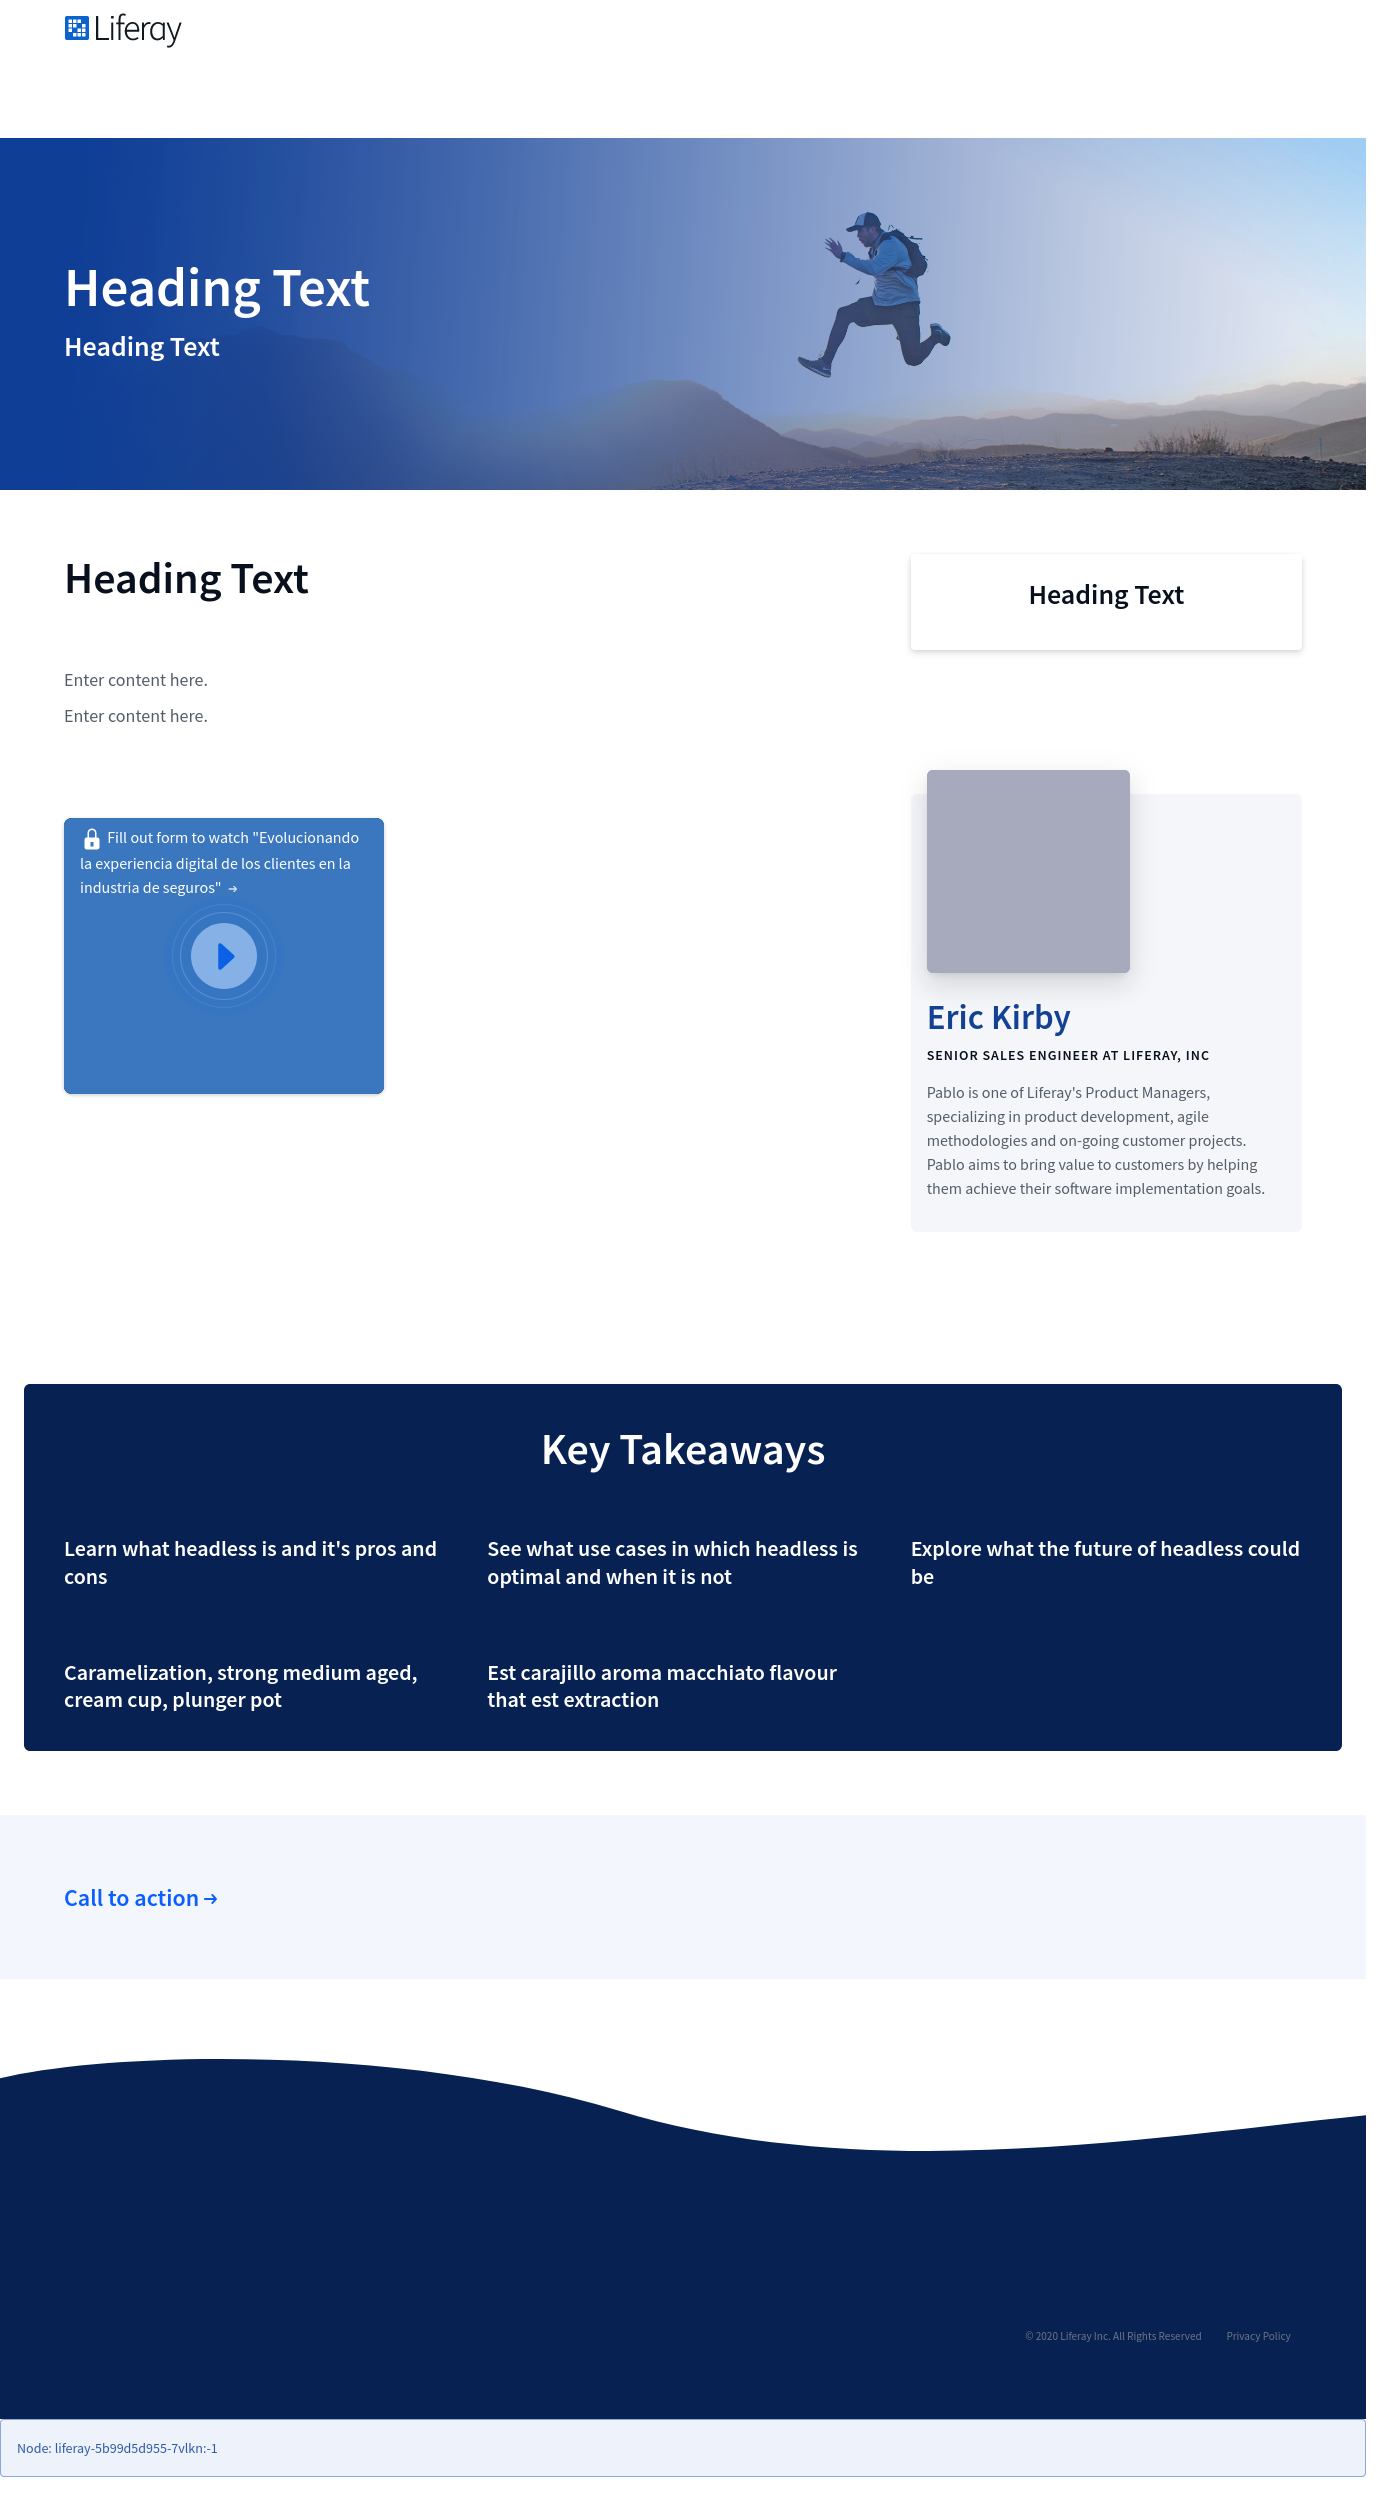 Liferay
Heading Text
Heading Text
Heading Text
Enter content here.
Enter content here.
Fill out form to watch "Evolucionando
la experiencia digital de los clientes en la
industria de seguros" →
Heading Text
Eric Kirby
SENIOR SALES ENGINEER AT LIFERAY, INC
Pablo is one of Liferay's Product Managers,
specializing in product development, agile
methodologies and on-going customer projects.
Pablo aims to bring value to customers by helping
them achieve their software implementation goals.
Key Takeaways
Learn what headless is and it's pros and
cons
See what use cases in which headless is
optimal and when it is not
Explore what the future of headless could
be
Caramelization, strong medium aged,
cream cup, plunger pot
Est carajillo aroma macchiato flavour
that est extraction
Call to action →
© 2020 Liferay Inc. All Rights Reserved
Privacy Policy
Node: liferay-5b99d5d955-7vlkn:-1